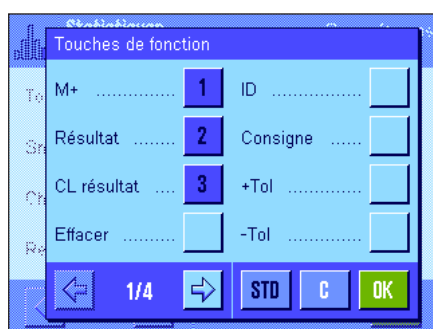 Statistiques
Touches de fonction
M+ .............. 1
ID ................
Résultat ........ 2
Consigne ......
CL résultat .... 3
+Tol ..............
Effacer ..........
-Tol ..............
1/4
STD
C
OK